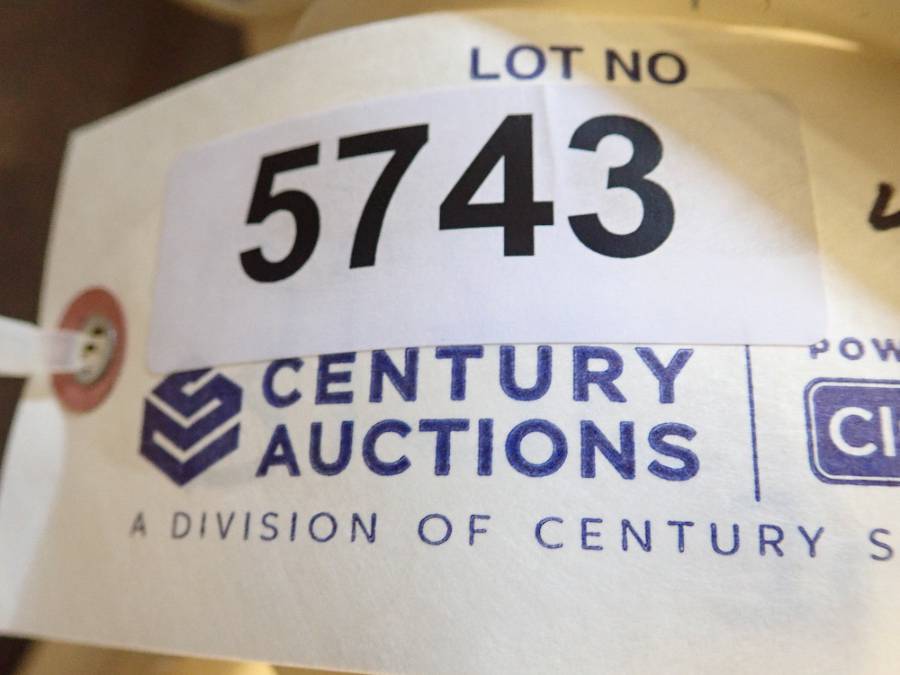 LOT NO
5743
CENTURY
AUCTIONS
A DIVISION OF CENTURY